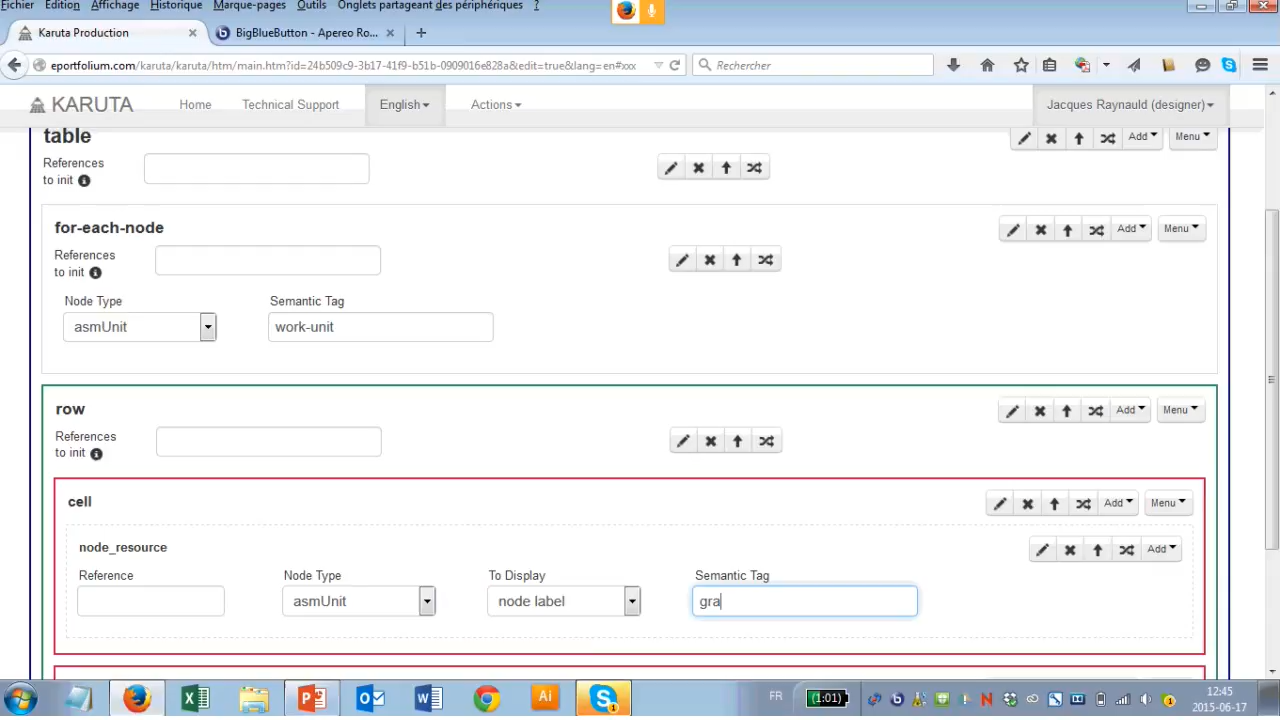 Fichier Edition Affichage Historique Marque-pages Outils Onglets partageant des périphériques ?
Karuta Production
BigBlueButton - Apereo Ro...
eportfolium.com/karuta/karuta/htm/main.htm?id=24b509c9-3b17-41f9-b51b-0909016e828a&edit=true&lang=en#xxx
Rechercher
KARUTA Home Technical Support English Actions Jacques Raynauld (designer)
table
Add Menu
References
to init
for-each-node
Add Menu
References
to init
Node Type Semantic Tag
asmUnit work-unit
row
Add Menu
References
to init
cell
Add Menu
node_resource
Add
Reference Node Type To Display Semantic Tag
asmUnit node label gra
FR (1:01) 12:45
2015-06-17